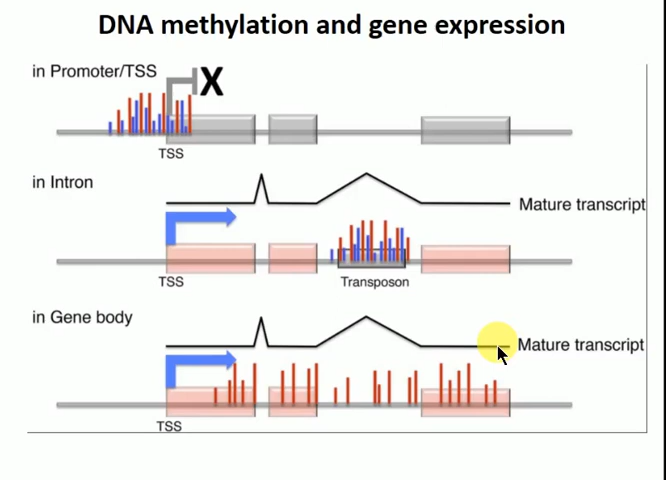 DNA methylation and gene expression
in Promoter/TSS
X
TSS
in Intron
Mature transcript
TSS
Transposon
in Gene body
Mature transcript
TSS